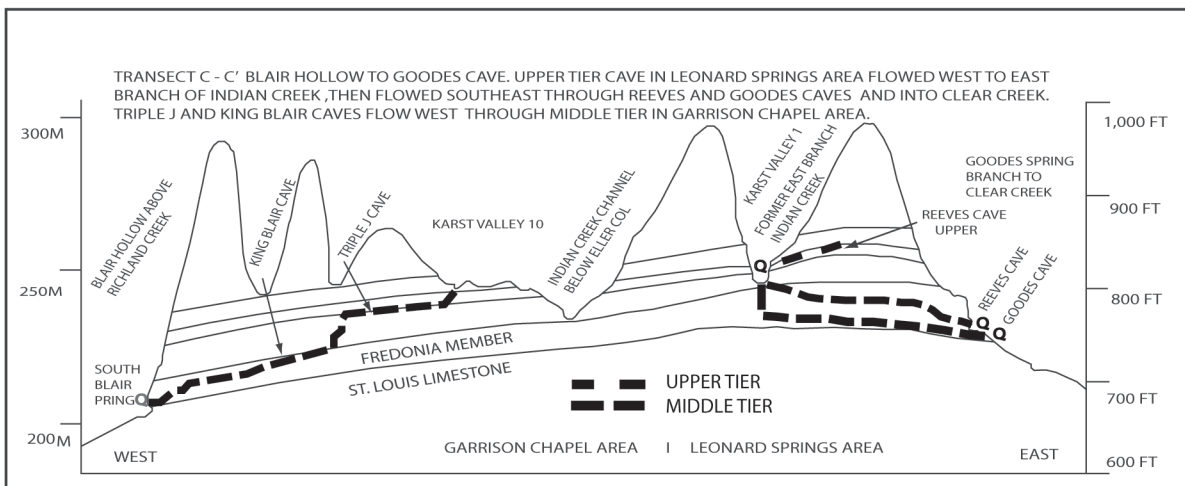 TRANSECT C - C' BLAIR HOLLOW TO GOODES CAVE. UPPER TIER CAVE IN LEONARD SPRINGS AREA FLOWED WEST TO EAST
BRANCH OF INDIAN CREEK ,THEN FLOWED SOUTHEAST THROUGH REEVES AND GOODES CAVES AND INTO CLEAR CREEK.
TRIPLE J AND KING BLAIR CAVES FLOW WEST THROUGH MIDDLE TIER IN GARRISON CHAPEL AREA.
300M
250M
200M
1,000 FT
900 FT
800 FT
700 FT
600 FT
BLAIR HOLLOW ABOVE
RICHLAND CREEK
KING BLAIR CAVE
TRIPLE J CAVE
KARST VALLEY 10
INDIAN CREEK CHANNEL
BELOW ELLER COL
KARST VALLEY 1
FORMER EAST BRANCH
INDIAN CREEK
GOODES SPRING
BRANCH TO
CLEAR CREEK
REEVES CAVE
UPPER
REEVES CAVE
GOODES CAVE
SOUTH
BLAIR
PRING
FREDONIA MEMBER
ST. LOUIS LIMESTONE
UPPER TIER
MIDDLE TIER
WEST
GARRISON CHAPEL AREA I LEONARD SPRINGS AREA
EAST